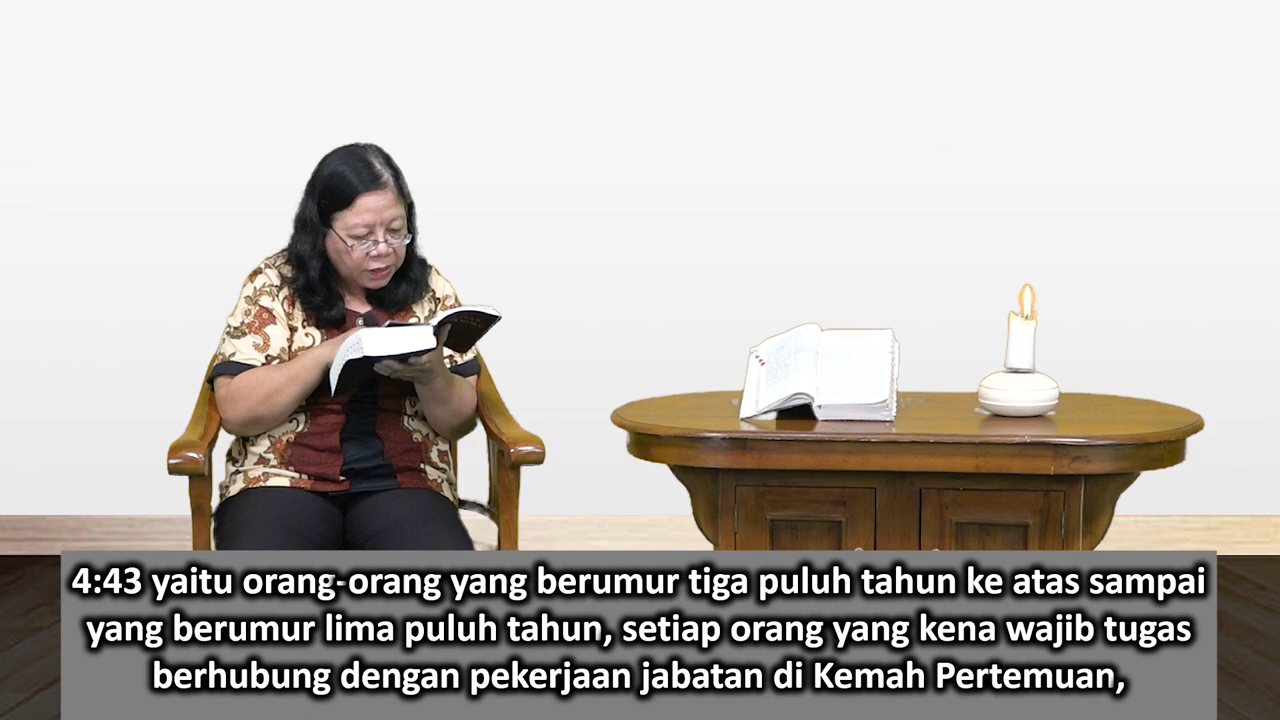 4:43 yaitu orang-orang yang berumur tiga puluh tahun ke atas sampai
yang berumur lima puluh tahun, setiap orang yang kena wajib tugas
berhubung dengan pekerjaan jabatan di Kemah Pertemuan,